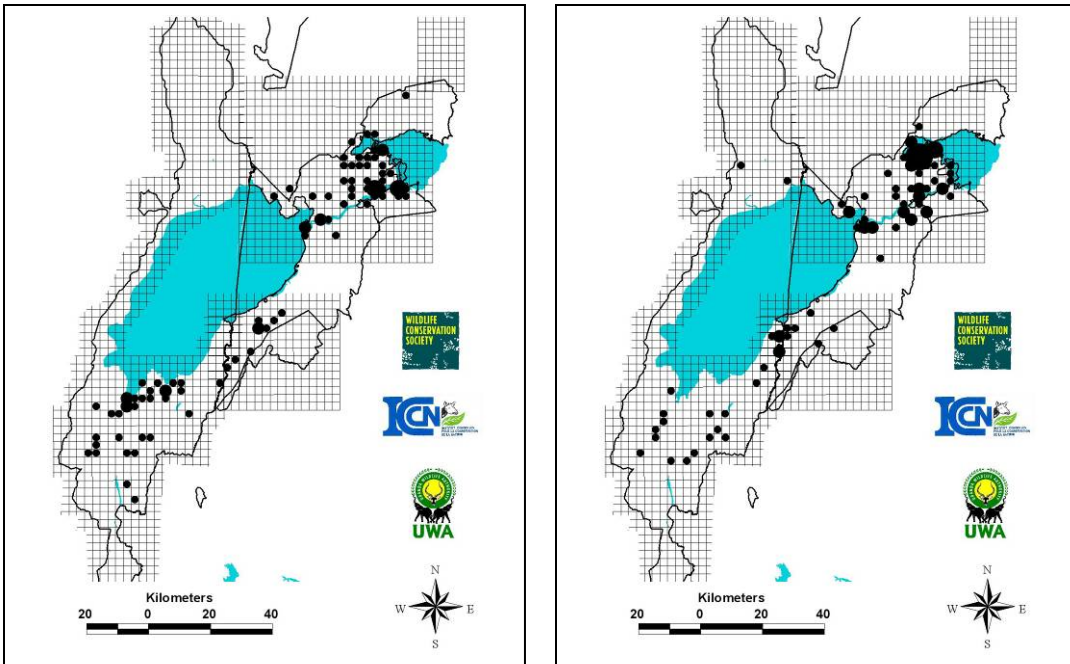 WILDLIFE
CONSERVATION
SOCIETY
ICCN
UWA
N
W E
S
Kilometers
20 0 20 40
WILDLIFE
CONSERVATION
SOCIETY
ICCN
UWA
N
W E
S
Kilometers
20 0 20 40